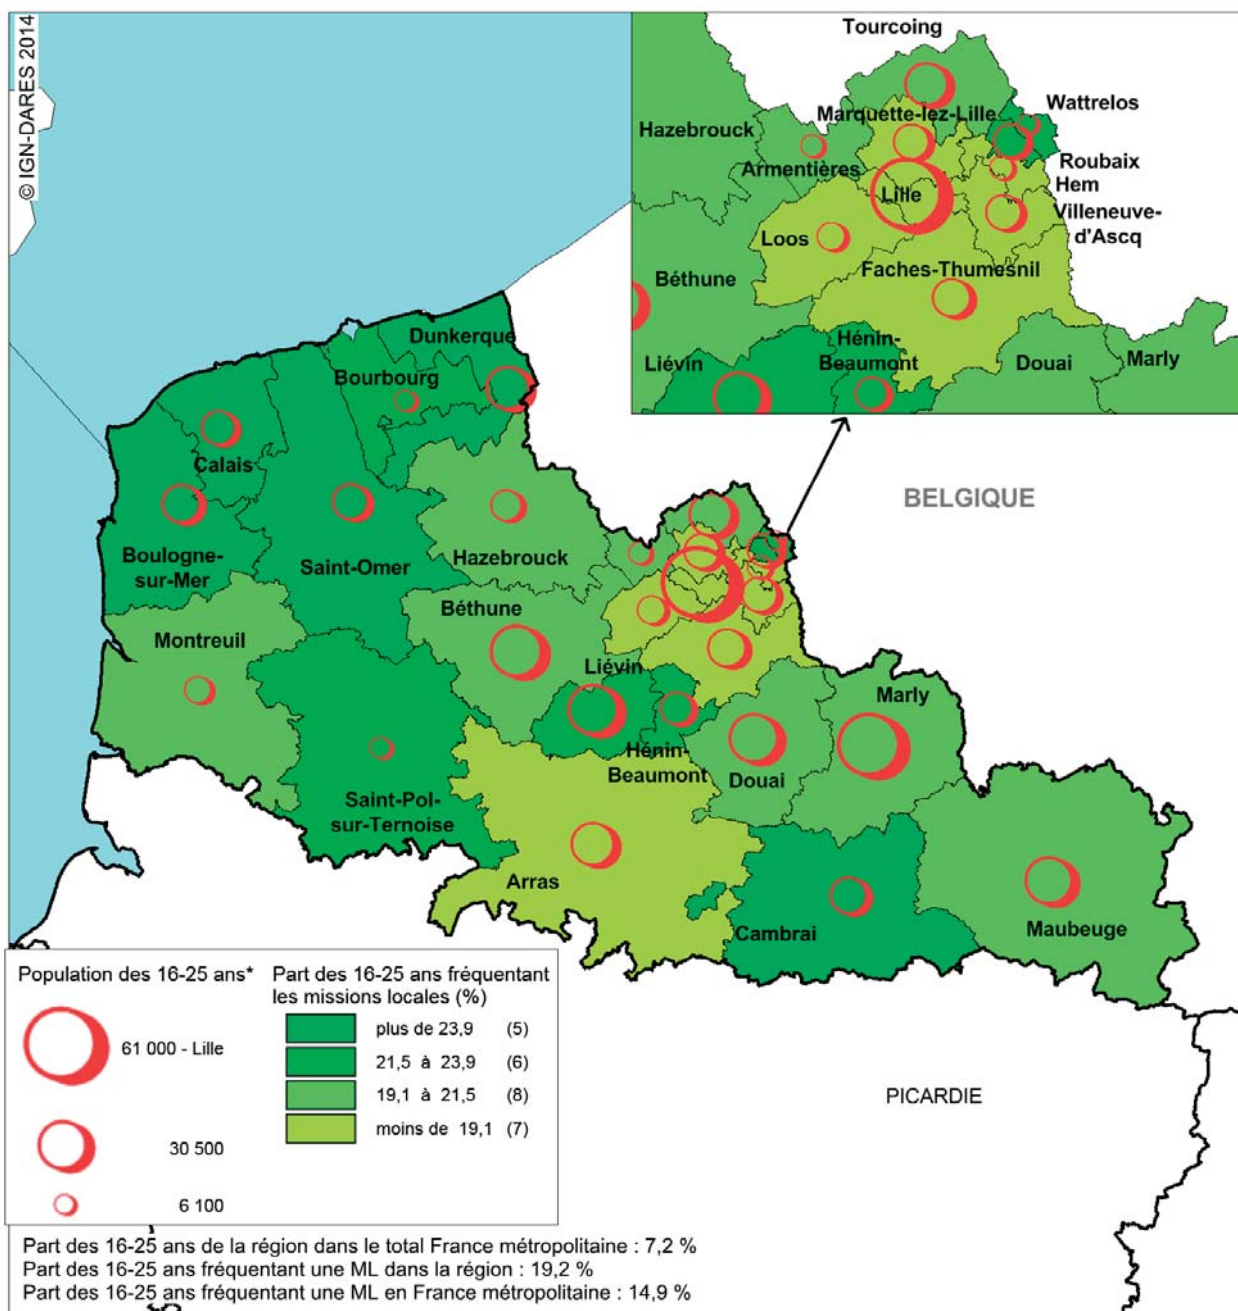 © IGN-DARES 2014
Tourcoing
Wattrelos
Hazebrouck
Marquette-lez-Lille
Armentières
Roubaix
Hem
Lille
Villeneuve-
d'Ascq
Loos
Faches-Thumesnil
Béthune
Hénin-
Beaumont
Liévin
Douai
Marly
Dunkerque
Bourbourg
Calais
BELGIQUE
Boulogne-
sur-Mer
Saint-Omer
Hazebrouck
Béthune
Montreuil
Liévin
Marly
Hénin-
Beaumont
Douai
Saint-Pol-
sur-Ternoise
Arras
Cambrai
Maubeuge
PICARDIE
Population des 16-25 ans*
61 000 - Lille
30 500
6 100
Part des 16-25 ans fréquentant
les missions locales (%)
plus de 23,9 (5)
21,5 à 23,9 (6)
19,1 à 21,5 (8)
moins de 19,1 (7)
Part des 16-25 ans de la région dans le total France métropolitaine : 7,2 %
Part des 16-25 ans fréquentant une ML dans la région : 19,2 %
Part des 16-25 ans fréquentant une ML en France métropolitaine : 14,9 %